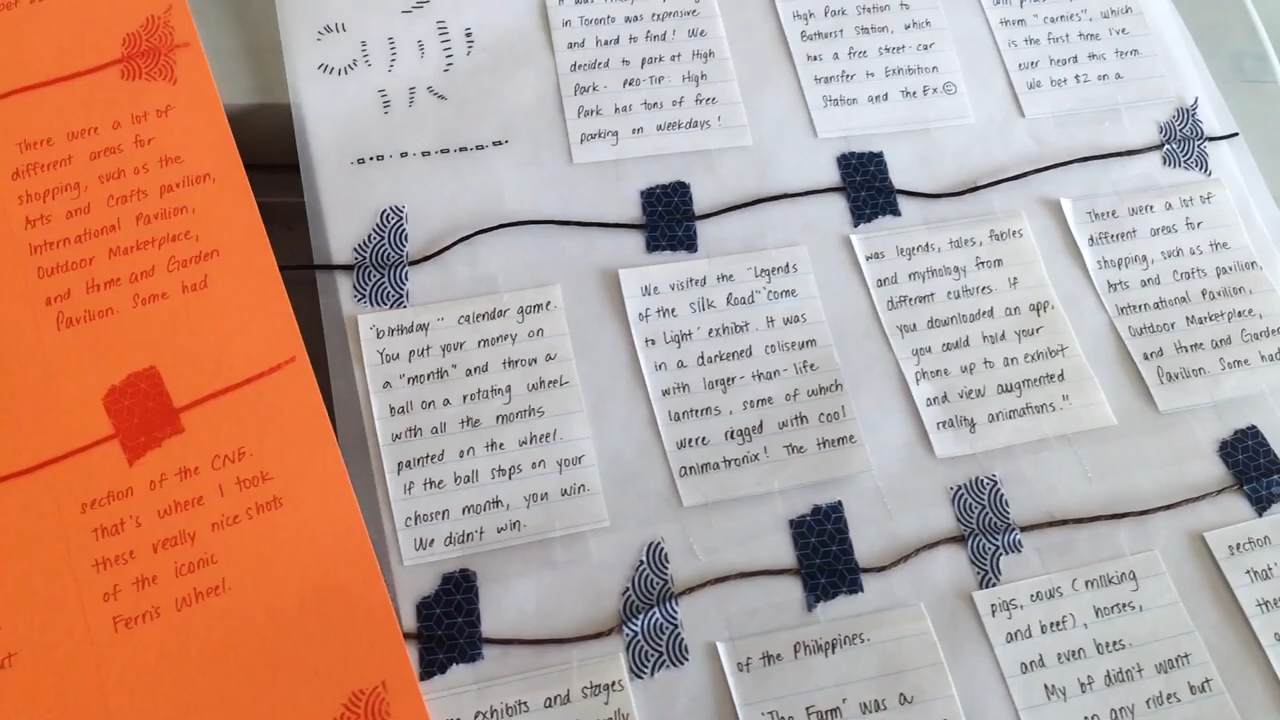 There were a lot of
different areas for
shopping, such as the
Arts and Crafts pavilion,
International Pavilion,
Outdoor Marketplace,
and Home and Garden
Pavilion. Some had
section of the CNE.
That's where I took
these really nice shots
of the iconic
Ferris Wheel.
in Toronto was expensive
and hard to find! We
decided to park at High
Park. PRO-TIP: High
Park has tons of free
parking on weekdays!
High Park Station to
Bathurst Station, which
has a free street-car
transfer to Exhibition
Station and The Ex.☺
them "carnies", which
is the first time I've
ever heard this term
We bet $2 on a
"birthday" calendar game.
You put your money on
a "month" and throw a
ball on a rotating wheel
with all the months
painted on the wheel.
If the ball stops on your
chosen month, you win.
We didn't win.
We visited the "Legends
of the Silk Road" 'Come
to Light' exhibit. It was
in a darkened coliseum
with larger-than-life
lanterns, some of which
were rigged with cool
animatronix! The theme
was legends, tales, fables
and mythology from
different cultures. If
you downloaded an app,
you could hold your
phone up to an exhibit
and view augmented
reality animations."
There were a lot of
different areas for
shopping, such as the
Arts and Crafts pavilion,
International Pavilion,
Outdoor Marketplace,
and Home and Garden
Pavilion. Some had
exhibits and stages
of the Philippines.
"The Farm" was a
pigs, cows (milking
and beef), horses,
and even bees.
My bf didn't want
any rides but
section
That's